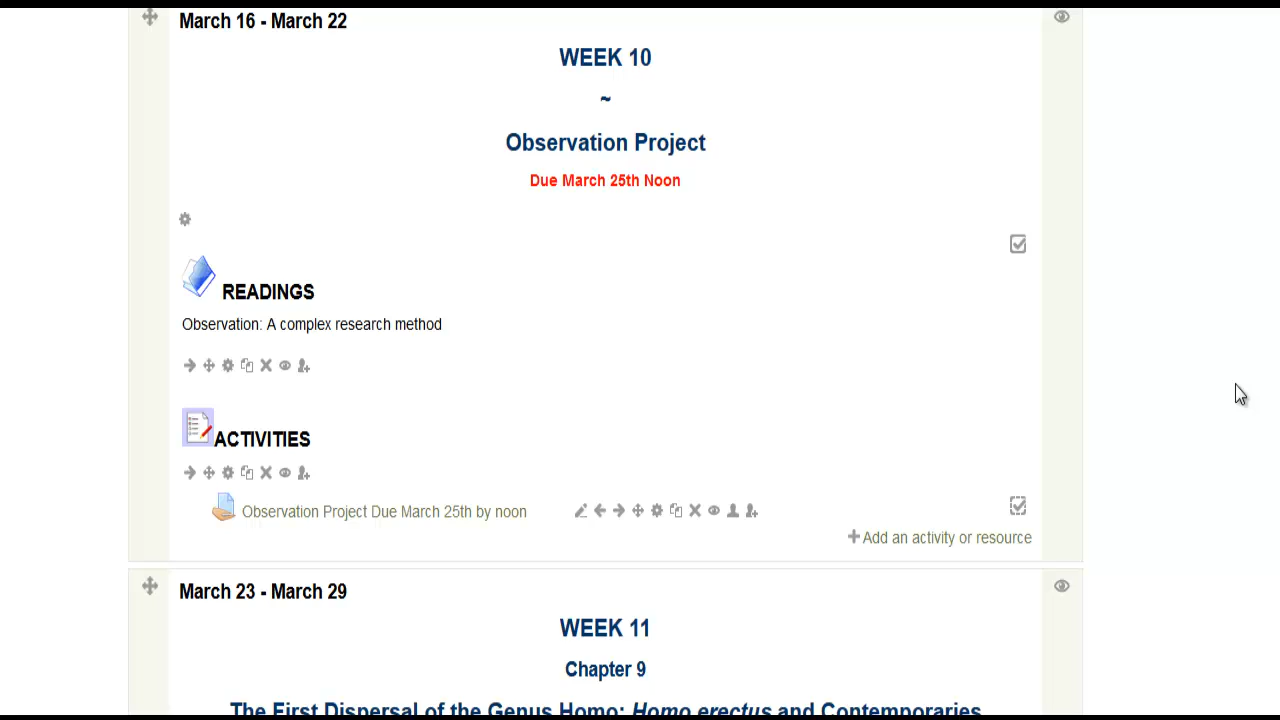 March 16 - March 22
WEEK 10
~
Observation Project
Due March 25th Noon
READINGS
Observation: A complex research method
ACTIVITIES
Observation Project Due March 25th by noon
Add an activity or resource
March 23 - March 29
WEEK 11
Chapter 9
The First Dispersal of the Genus Homo: Homo erectus and Contemporaries